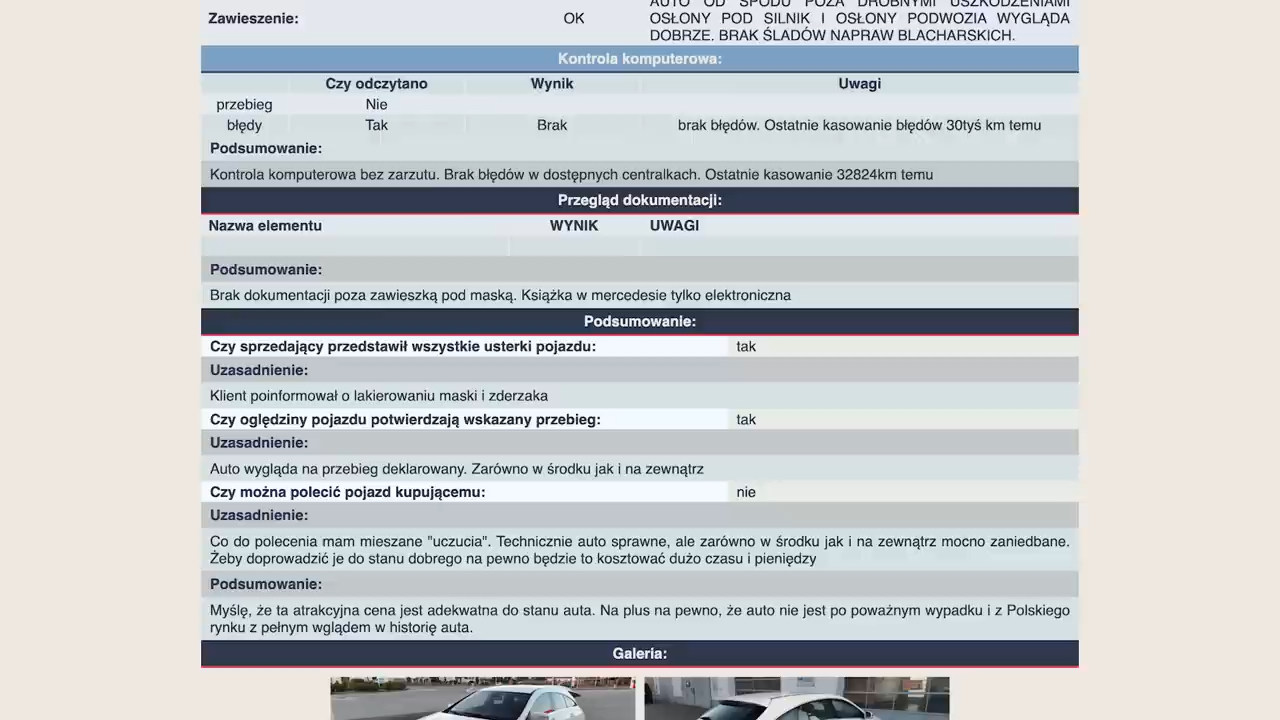 AUTO OD SPODU POZA DROBNYMI USZKODZENIAMI
Zawieszenie: OK OSŁONY POD SILNIK I OSŁONY PODWOZIA WYGLĄDA
DOBRZE. BRAK ŚLADÓW NAPRAW BLACHARSKICH.
Kontrola komputerowa:
Czy odczytano Wynik Uwagi
przebieg Nie
błędy Tak Brak brak błędów. Ostatnie kasowanie błędów 30tyś km temu
Podsumowanie:
Kontrola komputerowa bez zarzutu. Brak błędów w dostępnych centralkach. Ostatnie kasowanie 32824km temu
Przegląd dokumentacji:
Nazwa elementu WYNIK UWAGI
Podsumowanie:
Brak dokumentacji poza zawieszką pod maską. Książka w mercedesie tylko elektroniczna
Podsumowanie:
Czy sprzedający przedstawił wszystkie usterki pojazdu: tak
Uzasadnienie:
Klient poinformował o lakierowaniu maski i zderzaka
Czy oględziny pojazdu potwierdzają wskazany przebieg: tak
Uzasadnienie:
Auto wygląda na przebieg deklarowany. Zarówno w środku jak i na zewnątrz
Czy można polecić pojazd kupującemu: nie
Uzasadnienie:
Co do polecenia mam mieszane "uczucia". Technicznie auto sprawne, ale zarówno w środku jak i na zewnątrz mocno zaniedbane.
Żeby doprowadzić je do stanu dobrego na pewno będzie to kosztować dużo czasu i pieniędzy
Podsumowanie:
Myślę, że ta atrakcyjna cena jest adekwatna do stanu auta. Na plus na pewno, że auto nie jest po poważnym wypadku i z Polskiego
rynku z pełnym wglądem w historię auta.
Galeria: